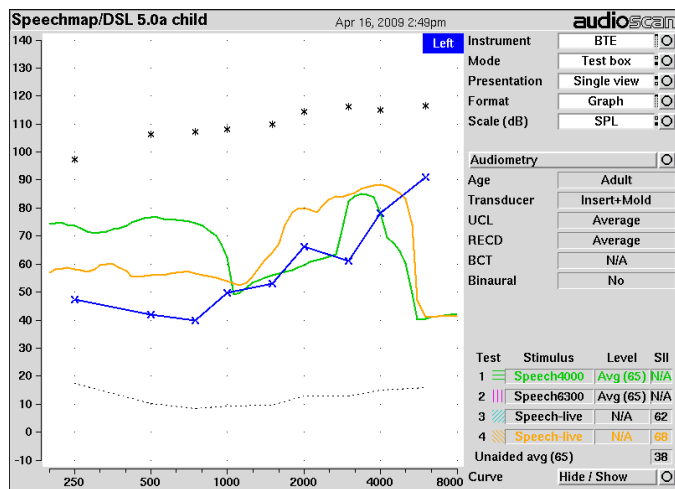 Speechmap/DSL 5.0a child Apr 16, 2009 2:49pm audioscan
Left
140
130
120
110
100
90
80
70
60
50
40
30
20
10
0
-10
250 500 1000 2000 4000 8000
Instrument BTE
Mode Test box
Presentation Single view
Format Graph
Scale (dB) SPL
Audiometry
Age Adult
Transducer Insert+Mold
UCL Average
RECD Average
BCT N/A
Binaural No
Test Stimulus Level SII
1 Speech4000 Avg (65) N/A
2 Speech6300 Avg (65) N/A
3 Speech-live N/A 62
4 Speech-live N/A 68
Unaided avg (65) 38
Curve Hide / Show